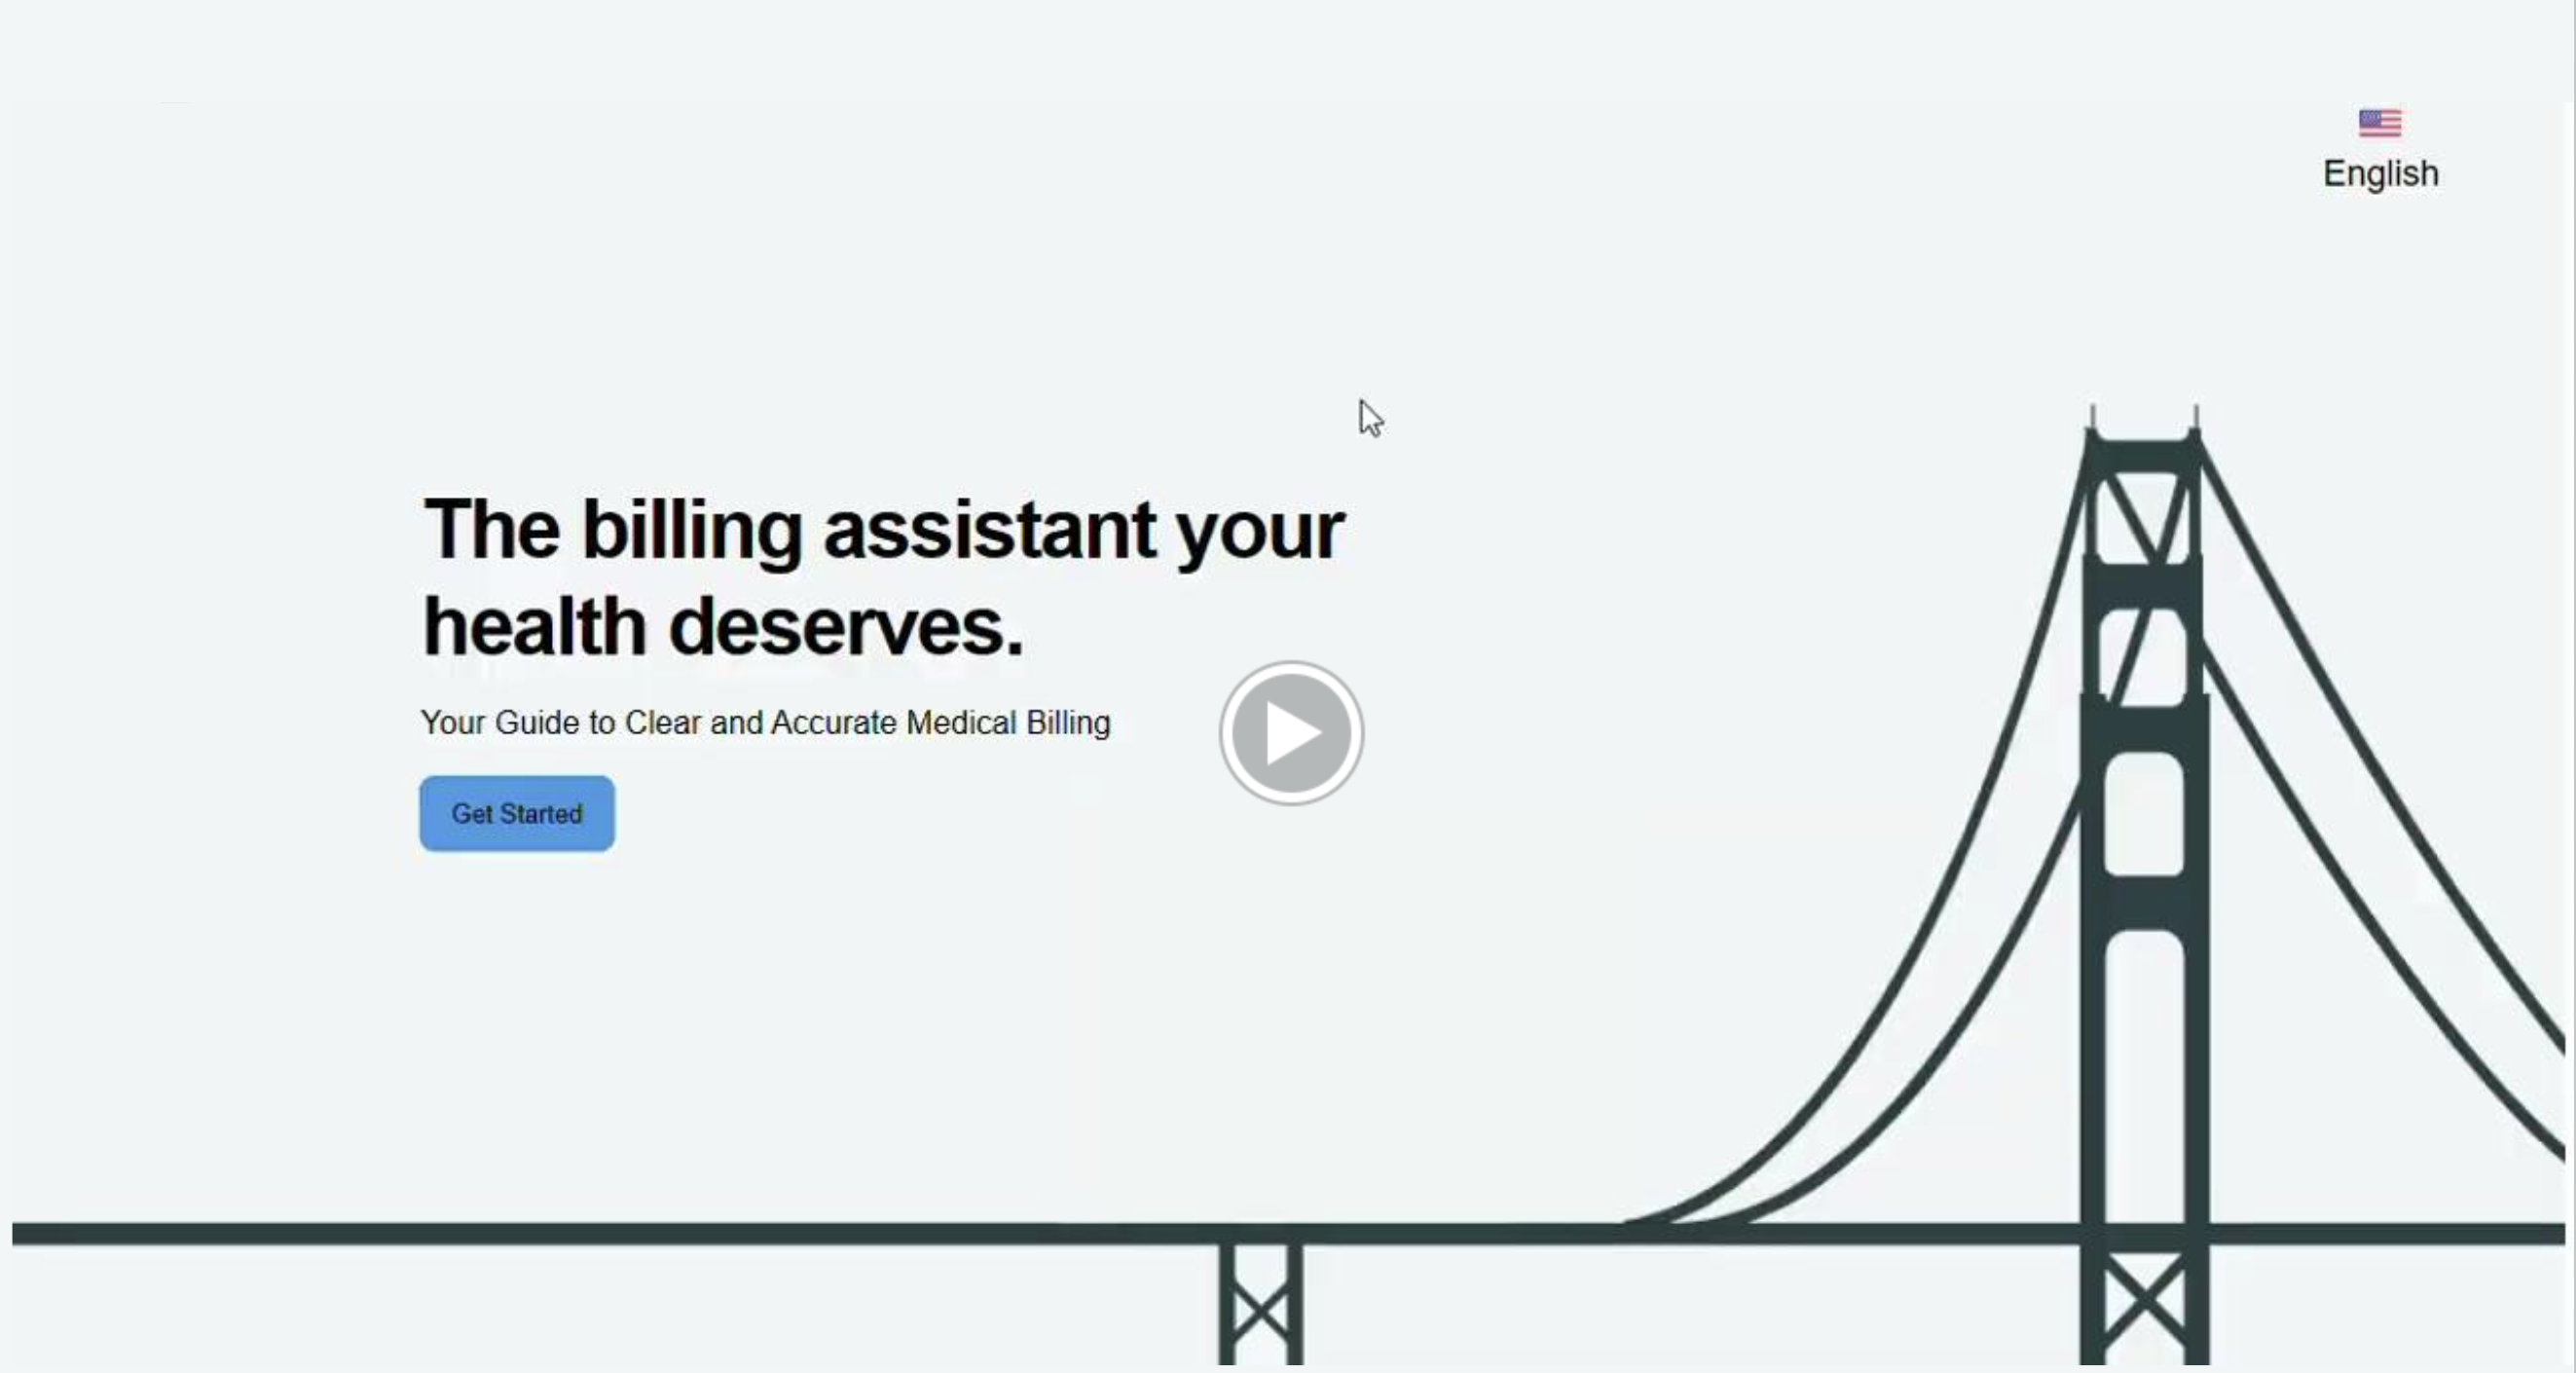 English
The billing assistant your
health deserves.
Your Guide to Clear and Accurate Medical Billing
Get Started